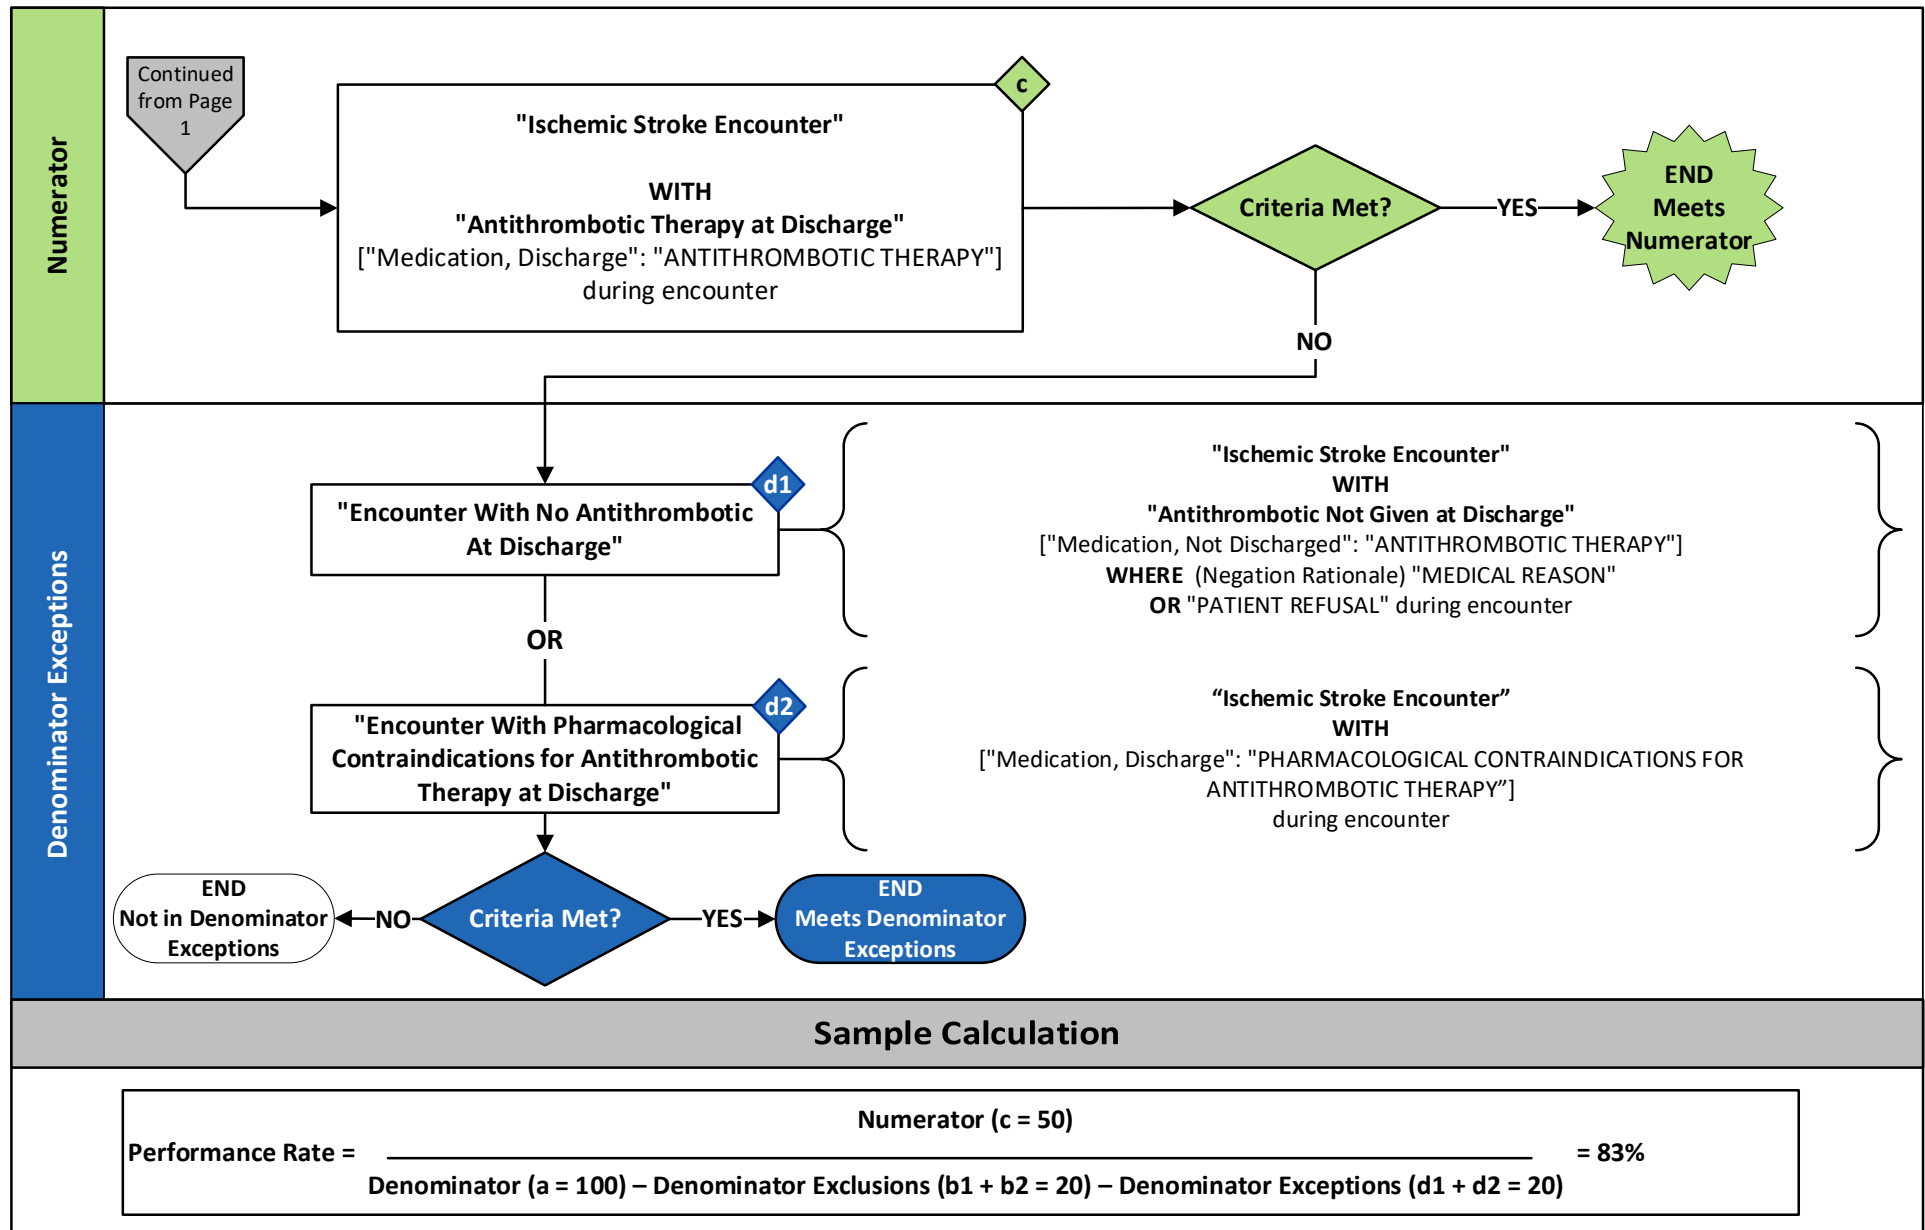 Numerator
Continued
from Page
1
c
"Ischemic Stroke Encounter"
WITH
"Antithrombotic Therapy at Discharge"
["Medication, Discharge": "ANTITHROMBOTIC THERAPY"]
during encounter
Criteria Met?
YES
END
Meets
Numerator
NO
Denominator Exceptions
d1
"Encounter With No Antithrombotic
At Discharge"
"Ischemic Stroke Encounter"
WITH
"Antithrombotic Not Given at Discharge"
["Medication, Not Discharged": "ANTITHROMBOTIC THERAPY"]
WHERE (Negation Rationale) "MEDICAL REASON"
OR "PATIENT REFUSAL" during encounter
OR
d2
"Encounter With Pharmacological
Contraindications for Antithrombotic
Therapy at Discharge"
“Ischemic Stroke Encounter”
WITH
["Medication, Discharge": "PHARMACOLOGICAL CONTRAINDICATIONS FOR
ANTITHROMBOTIC THERAPY”]
during encounter
END
Not in Denominator
Exceptions
NO
Criteria Met?
YES
END
Meets Denominator
Exceptions
Sample Calculation
Numerator (c = 50)
Performance Rate =
= 83%
Denominator (a = 100) – Denominator Exclusions (b1 + b2 = 20) – Denominator Exceptions (d1 + d2 = 20)